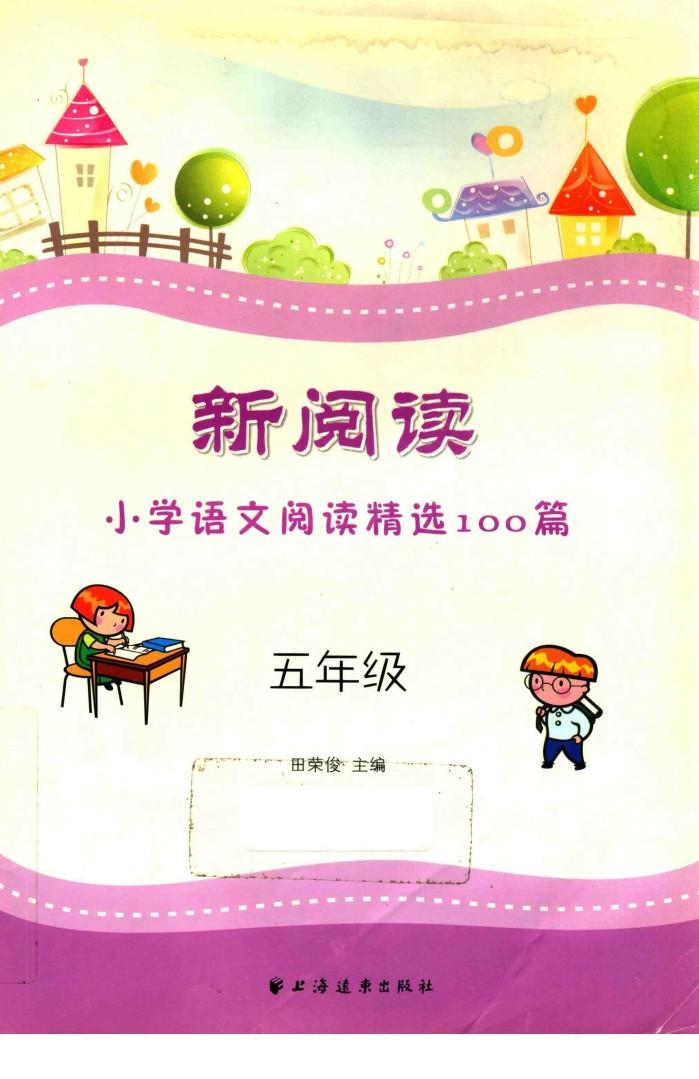 新阅读
小学语文阅读精选100篇
五年级
田荣俊 主编
上海远东出版社